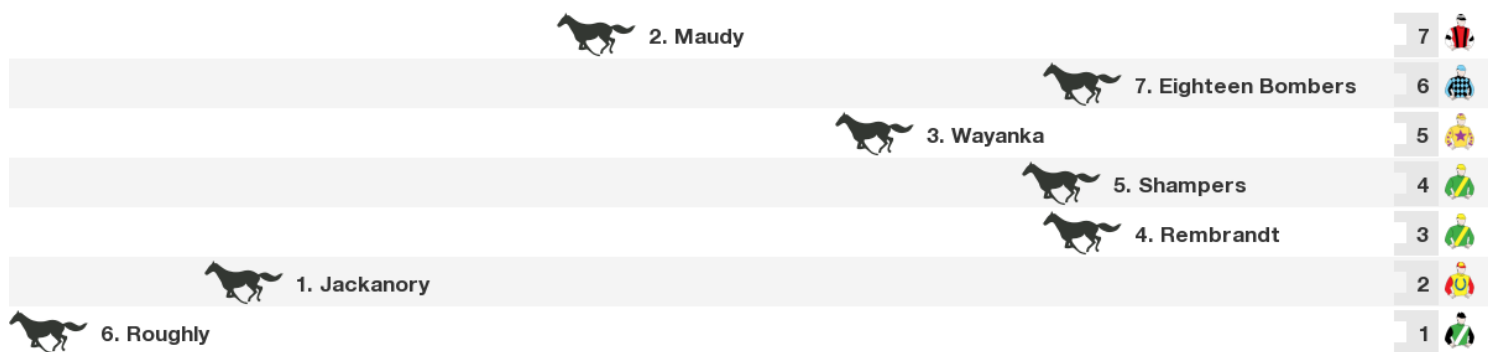 2. Maudy 7
7. Eighteen Bombers 6
3. Wayanka 5
5. Shampers 4
4. Rembrandt 3
1. Jackanory 2
6. Roughly 1